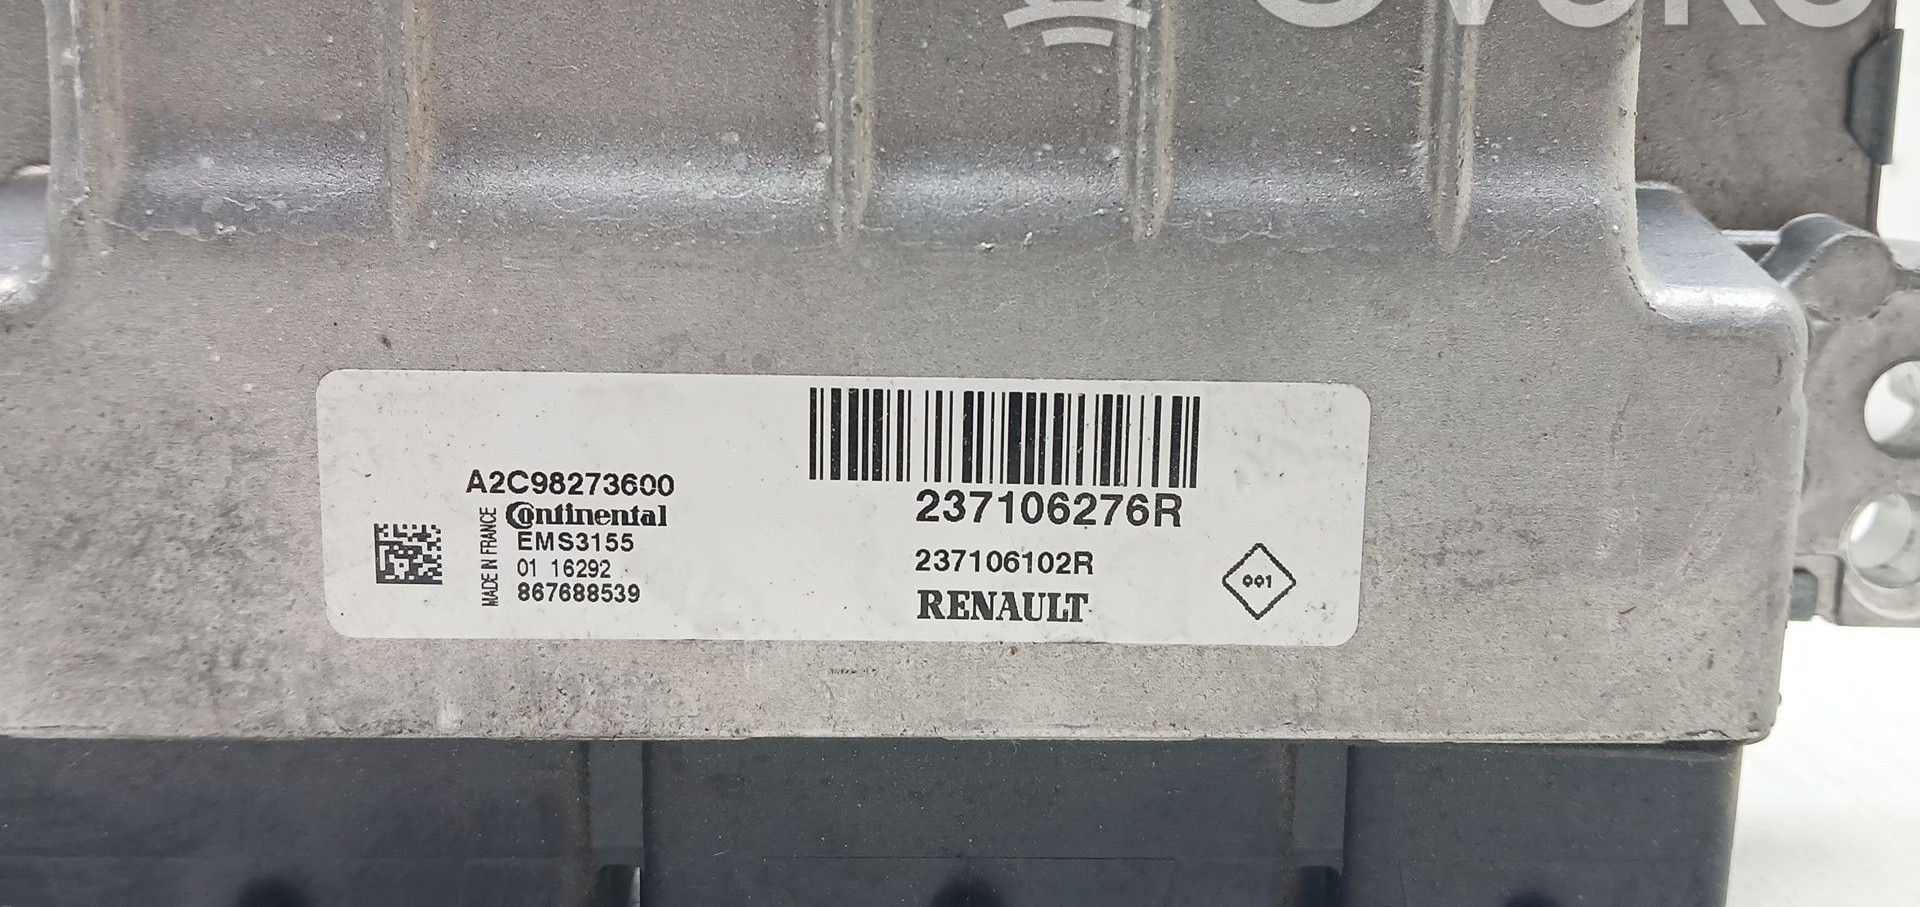 A2C98273600
Continental
MADE IN FRANCE
EMS3155
01 16292
867688539
237106276R
237106102R
RENAULT
001